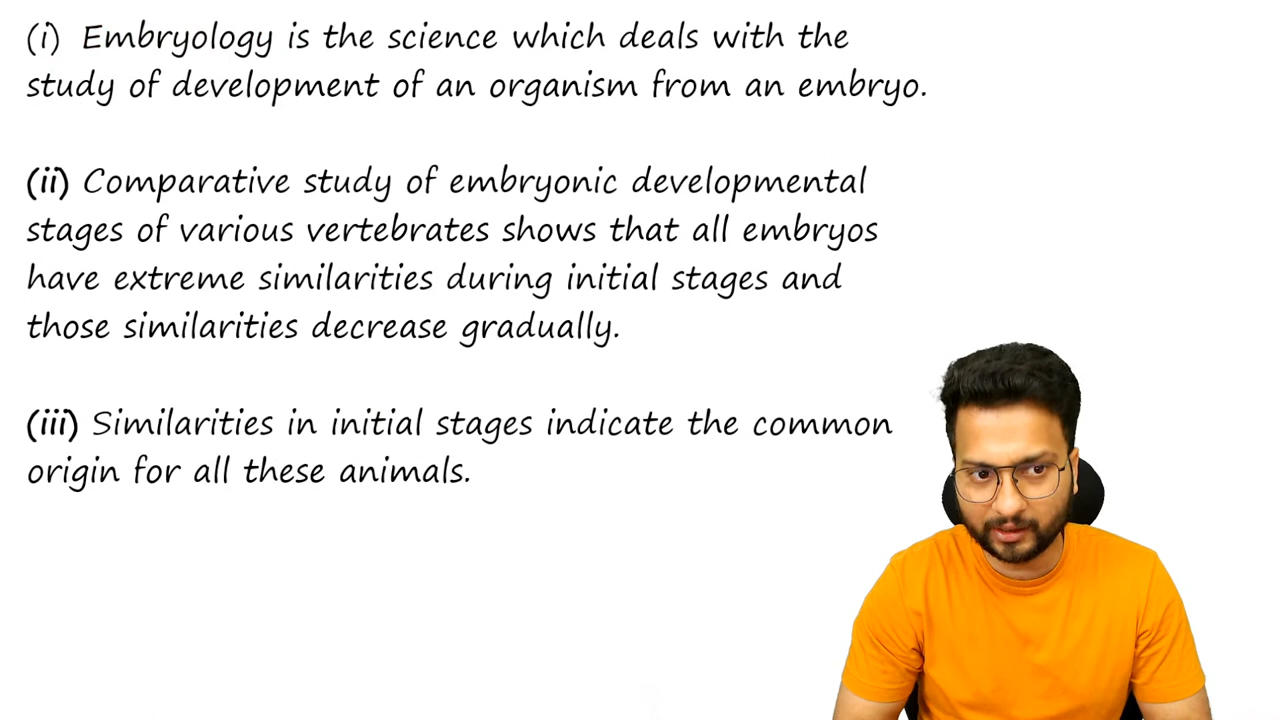 (i) Embryology is the science which deals with the
study of development of an organism from an embryo.
(ii) Comparative study of embryonic developmental
stages of various vertebrates shows that all embryos
have extreme similarities during initial stages and
those similarities decrease gradually.
(iii) Similarities in initial stages indicate the common
origin for all these animals.